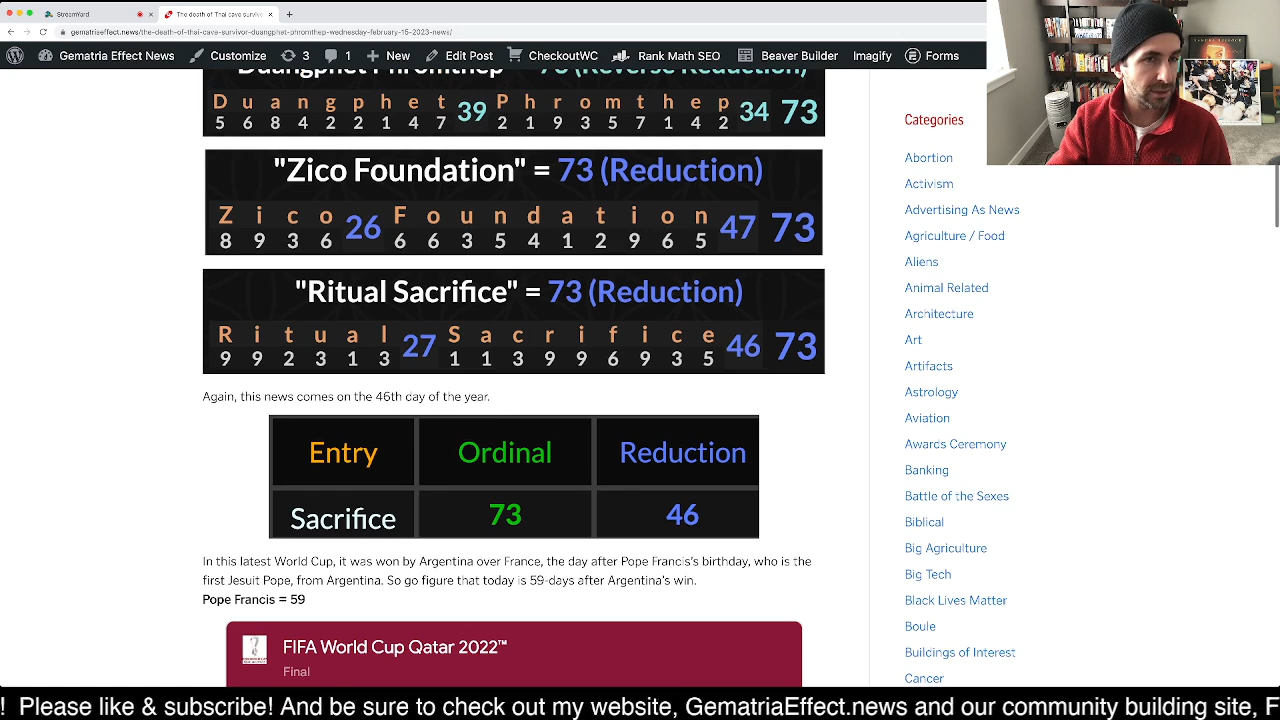 StreamYard
The death of Thai cave survivo
gematriaeffect.news/the-death-of-thai-cave-survivor-duangphet-phromthep-wednesday-february-15-2023-news/
Gematria Effect News Customize 3 1 New Edit Post CheckoutWC Rank Math SEO Beaver Builder Imagify Forms
"Duangphet Phromthep" = 73 (Reverse Reduction)
D u a n g p h e t 39 P h r o m t h e p 34 73
5 6 8 4 2 2 1 4 7 2 1 9 3 5 7 1 4 2
"Zico Foundation" = 73 (Reduction)
Z i c o 26 F o u n d a t i o n 47 73
8 9 3 6 6 6 3 5 4 1 2 9 6 5
"Ritual Sacrifice" = 73 (Reduction)
R i t u a l 27 S a c r i f i c e 46 73
9 9 2 3 1 3 1 1 3 9 9 6 9 3 5
Again, this news comes on the 46th day of the year.
Entry Ordinal Reduction
Sacrifice 73 46
In this latest World Cup, it was won by Argentina over France, the day after Pope Francis's birthday, who is the
first Jesuit Pope, from Argentina. So go figure that today is 59-days after Argentina's win.
Pope Francis = 59
FIFA World Cup Qatar 2022™
Final
Categories
Abortion
Activism
Advertising As News
Agriculture / Food
Aliens
Animal Related
Architecture
Art
Artifacts
Astrology
Aviation
Awards Ceremony
Banking
Battle of the Sexes
Biblical
Big Agriculture
Big Tech
Black Lives Matter
Boule
Buildings of Interest
Cancer
! Please like & subscribe! And be sure to check out my website, GematriaEffect.news and our community building site, F